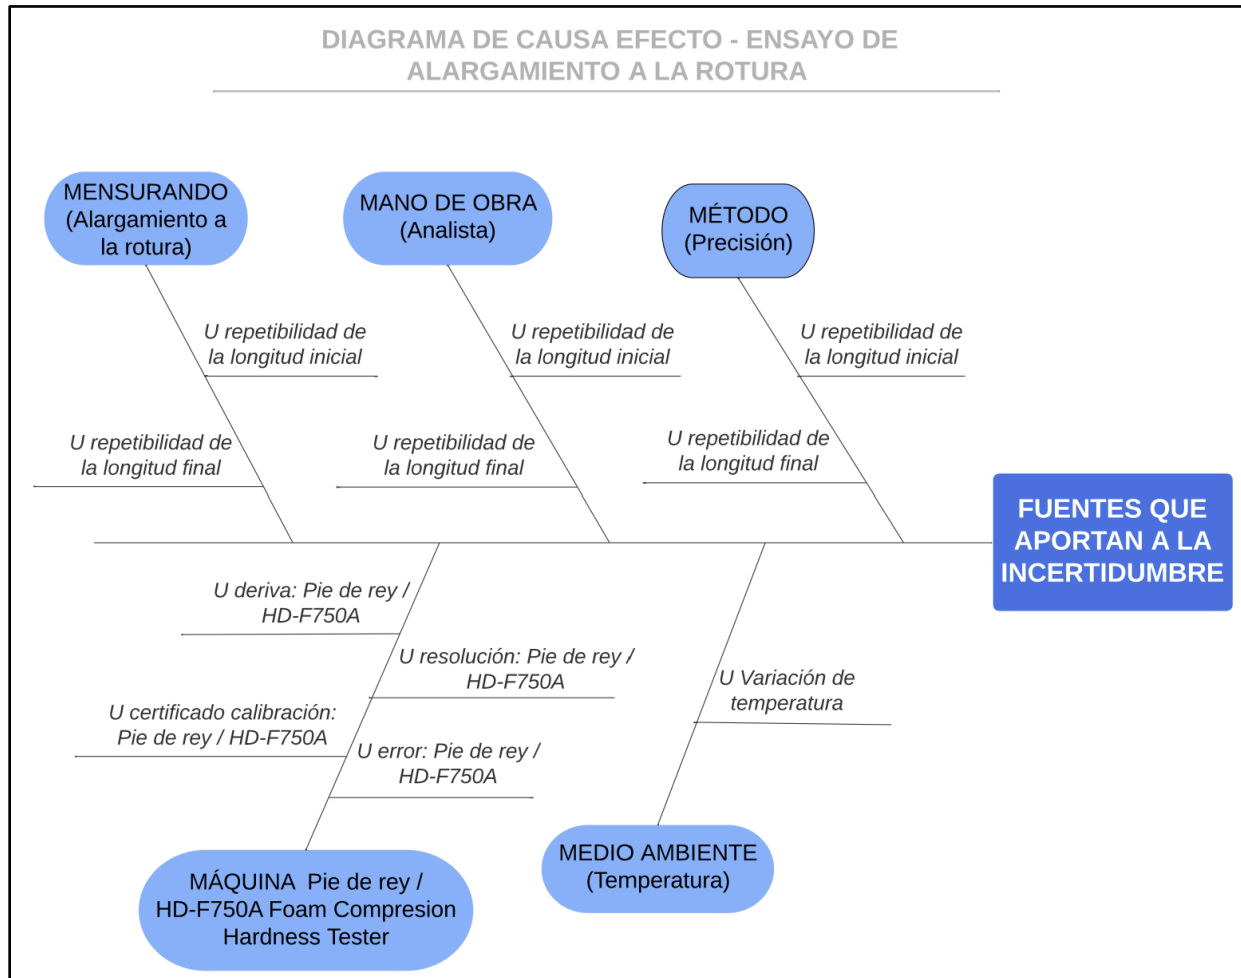 DIAGRAMA DE CAUSA EFECTO - ENSAYO DE
ALARGAMIENTO A LA ROTURA
MENSURANDO
(Alargamiento a
la rotura)
MANO DE OBRA
(Analista)
MÉTODO
(Precisión)
U repetibilidad de
la longitud inicial
U repetibilidad de
la longitud inicial
U repetibilidad de
la longitud inicial
U repetibilidad de
la longitud final
U repetibilidad de
la longitud final
U repetibilidad de
la longitud final
FUENTES QUE
APORTAN A LA
INCERTIDUMBRE
U deriva: Pie de rey /
HD-F750A
U resolución: Pie de rey /
HD-F750A
U Variación de
temperatura
U certificado calibración:
Pie de rey / HD-F750A
U error: Pie de rey /
HD-F750A
MÁQUINA Pie de rey /
HD-F750A Foam Compresion
Hardness Tester
MEDIO AMBIENTE
(Temperatura)